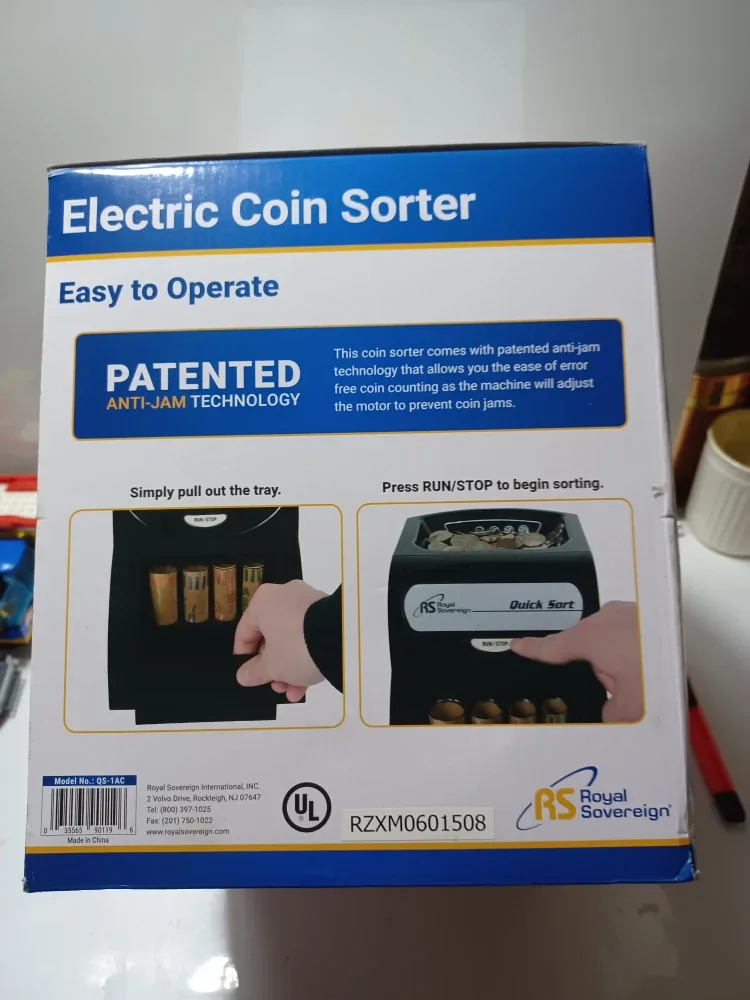 Electric Coin Sorter
Easy to Operate
PATENTED
ANTI-JAM TECHNOLOGY
This coin sorter comes with patented anti-jam
technology that allows you the ease of error
free coin counting as the machine will adjust
the motor to prevent coin jams.
Simply pull out the tray.
RUN/STOP
Press RUN/STOP to begin sorting.
RS Royal
Sovereign
Quick Sort
RUN/STOP
Model No.: QS-1AC
0 35565 90119 6
Made in China
Royal Sovereign International, INC.
2 Volvo Drive, Rockleigh, NJ 07647
Tel: (800) 397-1025
Fax: (201) 750-1022
www.royalsovereign.com
UL
®
RZXM0601508
RS Royal
Sovereign®